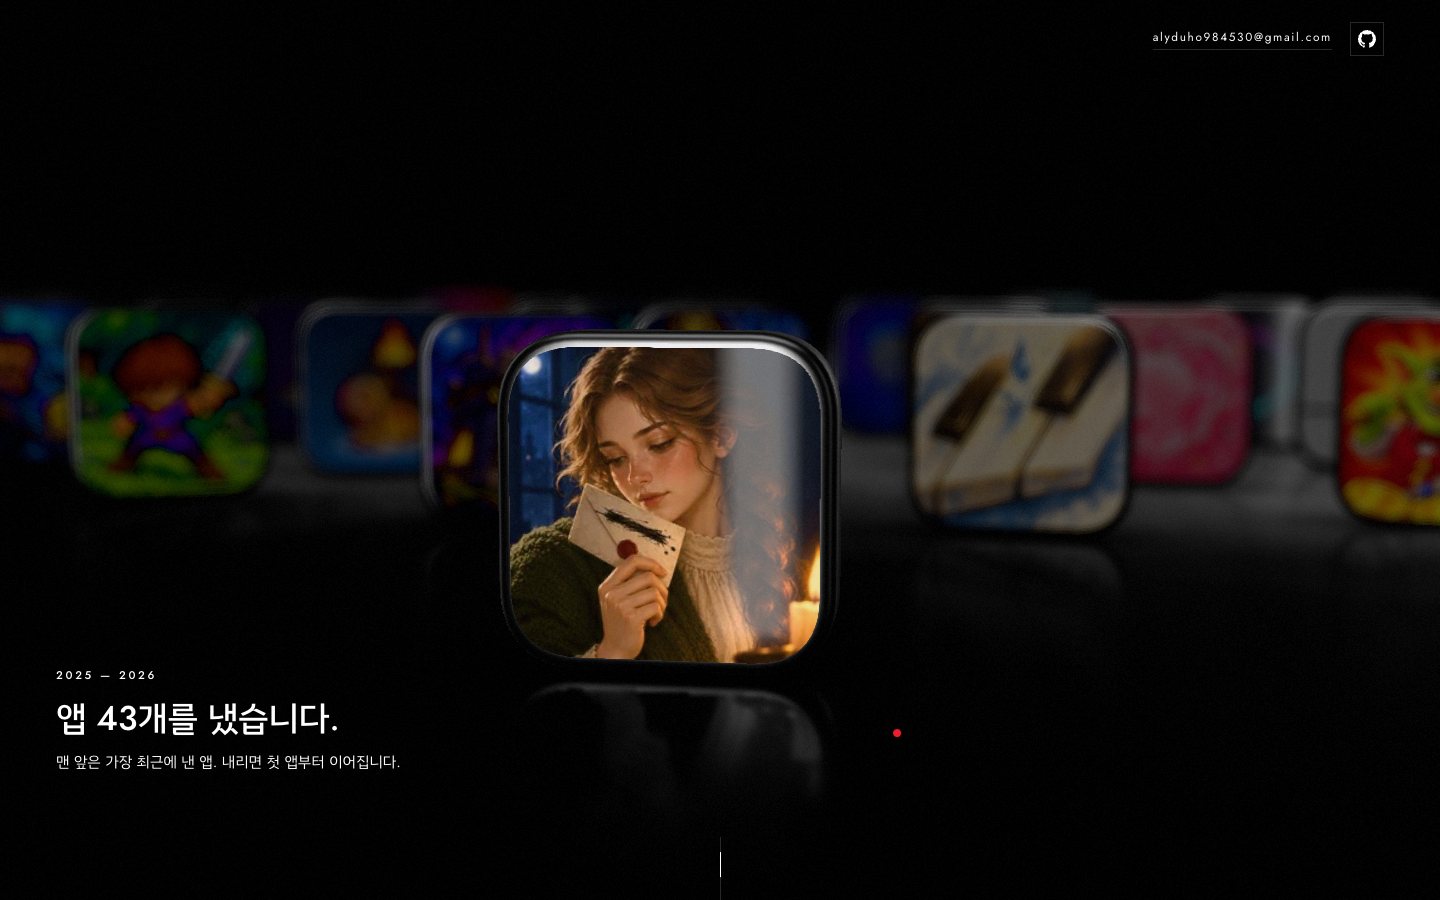 alyduho984530@gmail.com
2025 — 2026
앱 43개를 냈습니다.
맨 앞은 가장 최근에 낸 앱. 내리면 첫 앱부터 이어집니다.